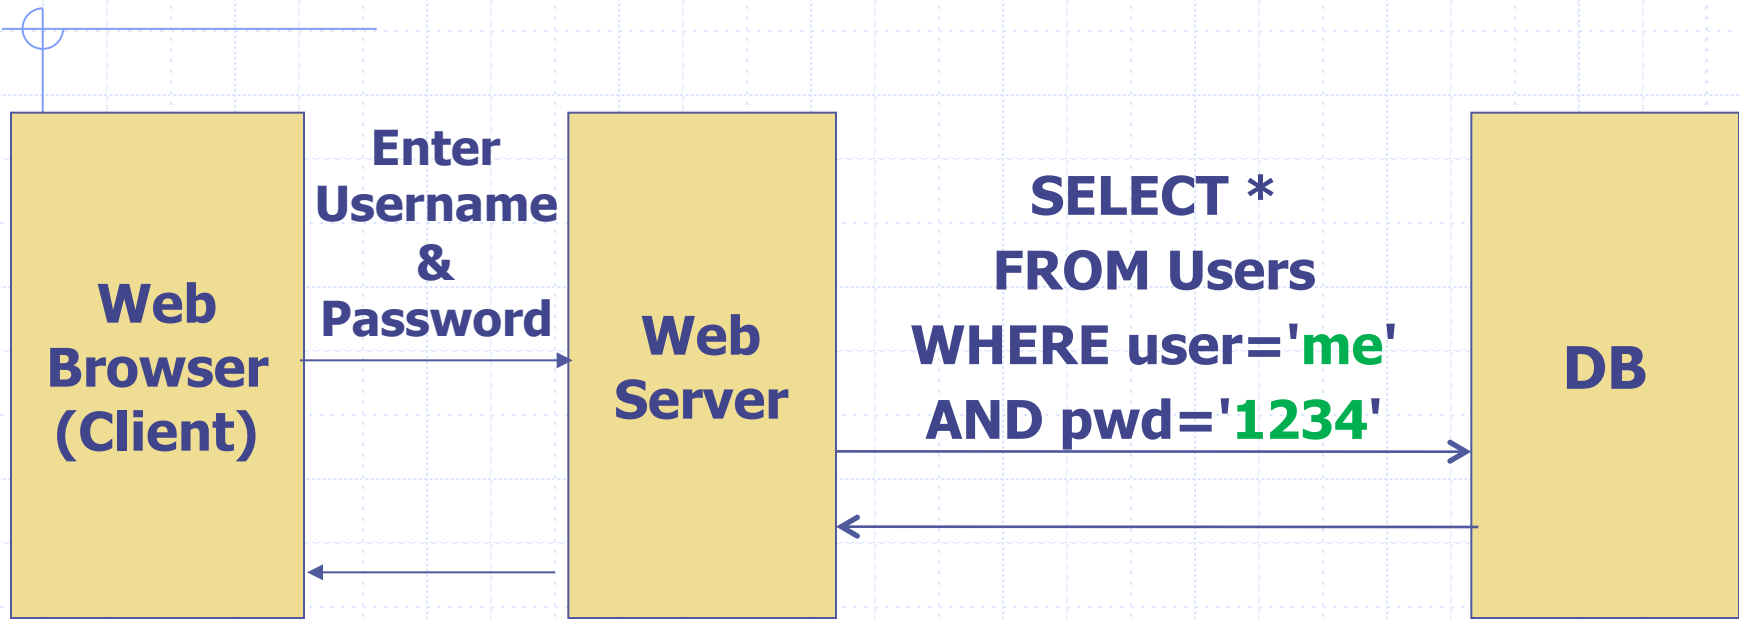 Web
Browser
(Client)
Enter
Username
&
Password
Web
Server
SELECT *
FROM Users
WHERE user='me'
AND pwd='1234'
DB